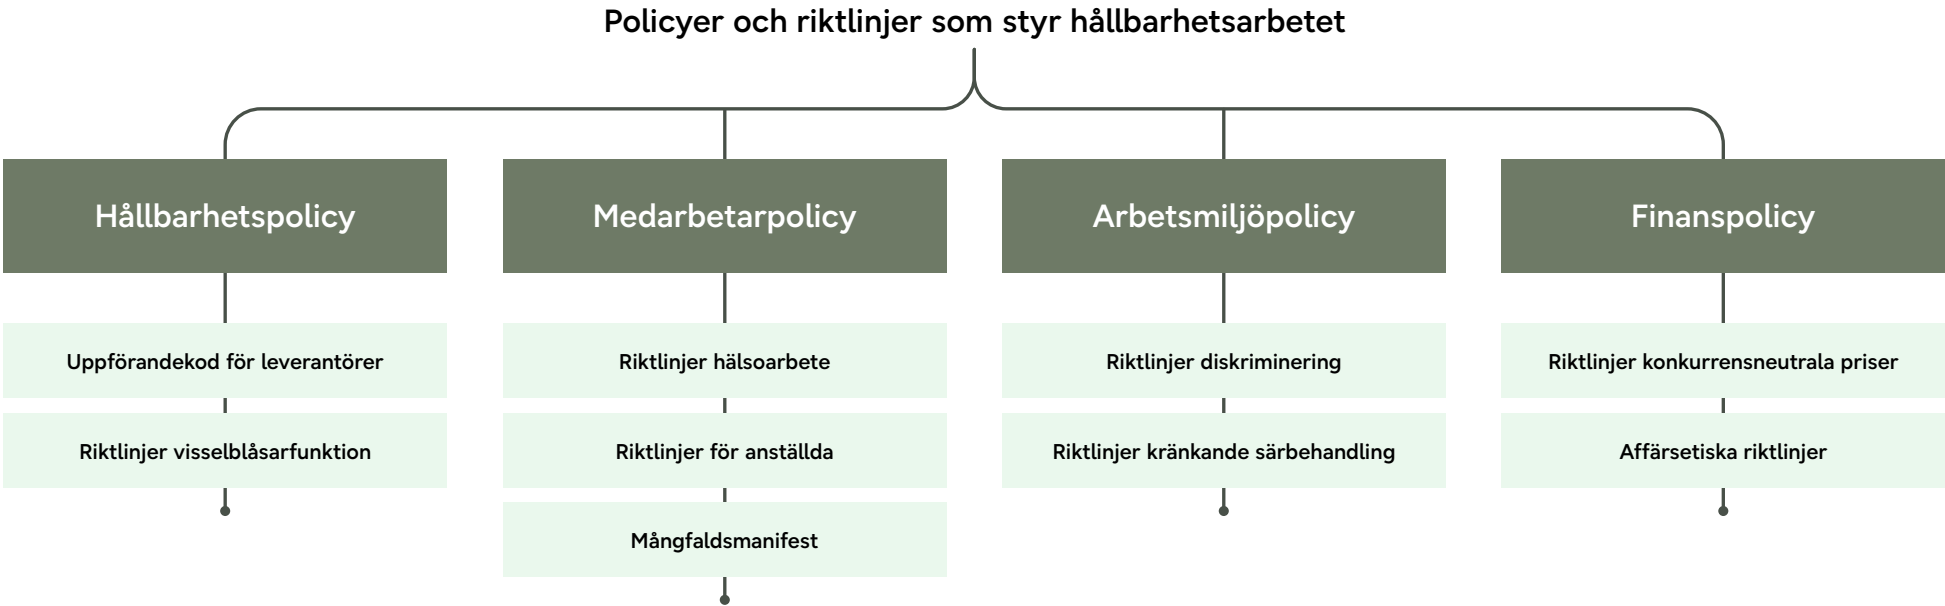 Policyer och riktlinjer som styr hållbarhetsarbetet
Hållbarhetspolicy
Uppförandekod för leverantörer
Riktlinjer visselblåsarfunktion
Medarbetarpolicy
Riktlinjer hälsoarbete
Riktlinjer för anställda
Mångfaldsmanifest
Arbetsmiljöpolicy
Riktlinjer diskriminering
Riktlinjer kränkande särbehandling
Finanspolicy
Riktlinjer konkurrensneutrala priser
Affärsetiska riktlinjer